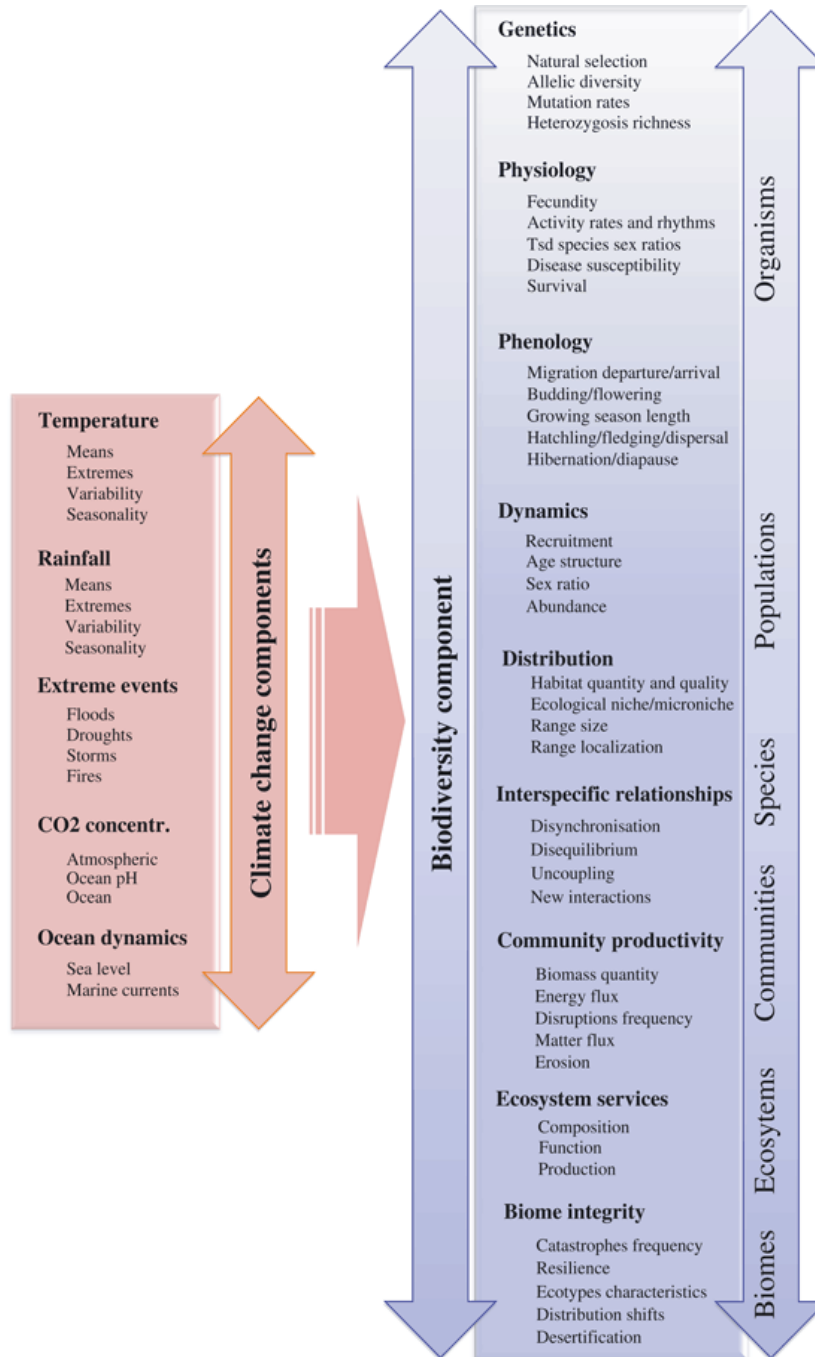 Temperature
Means
Extremes
Variability
Seasonality
Rainfall
Means
Extremes
Variability
Seasonality
Extreme events
Floods
Droughts
Storms
Fires
CO2 concentr.
Atmospheric
Ocean pH
Ocean
Ocean dynamics
Sea level
Marine currents
Climate change components
Biodiversity component
Genetics
Natural selection
Allelic diversity
Mutation rates
Heterozygosis richness
Physiology
Fecundity
Activity rates and rhythms
Tsd species sex ratios
Disease susceptibility
Survival
Phenology
Migration departure/arrival
Budding/flowering
Growing season length
Hatchling/fledging/dispersal
Hibernation/diapause
Dynamics
Recruitment
Age structure
Sex ratio
Abundance
Distribution
Habitat quantity and quality
Ecological niche/microniche
Range size
Range localization
Interspecific relationships
Disynchronisation
Disequilibrium
Uncoupling
New interactions
Community productivity
Biomass quantity
Energy flux
Disruptions frequency
Matter flux
Erosion
Ecosystem services
Composition
Function
Production
Biome integrity
Catastrophes frequency
Resilience
Ecotypes characteristics
Distribution shifts
Desertification
Organisms
Populations
Species
Communities
Ecosytems
Biomes